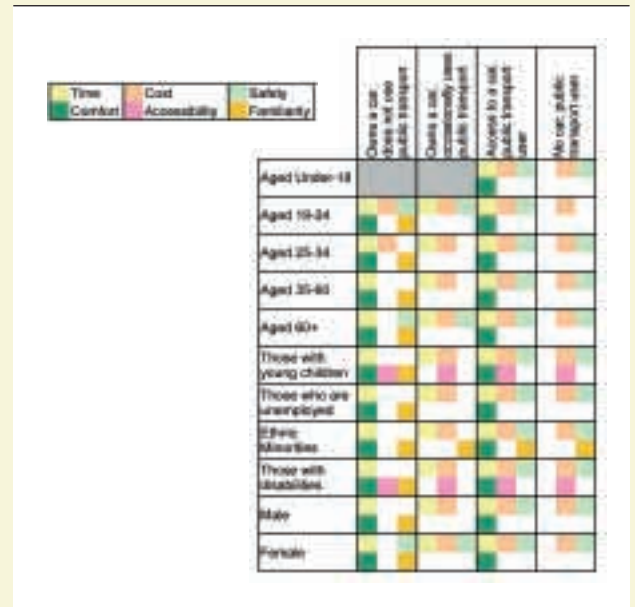 Time Cost Safety
Comfort Accessibility Familiarity
Owns a car,
does not use
public transport
Owns a car,
occasionally uses
public transport
Access to a car,
public transport
user
No car, public
transport user
Aged Under-18
Aged 19-24
Aged 25-34
Aged 35-60
Aged 60+
Those with
young children
Those who are
unemployed
Ethnic
Minorities
Those with
disabilities
Male
Female